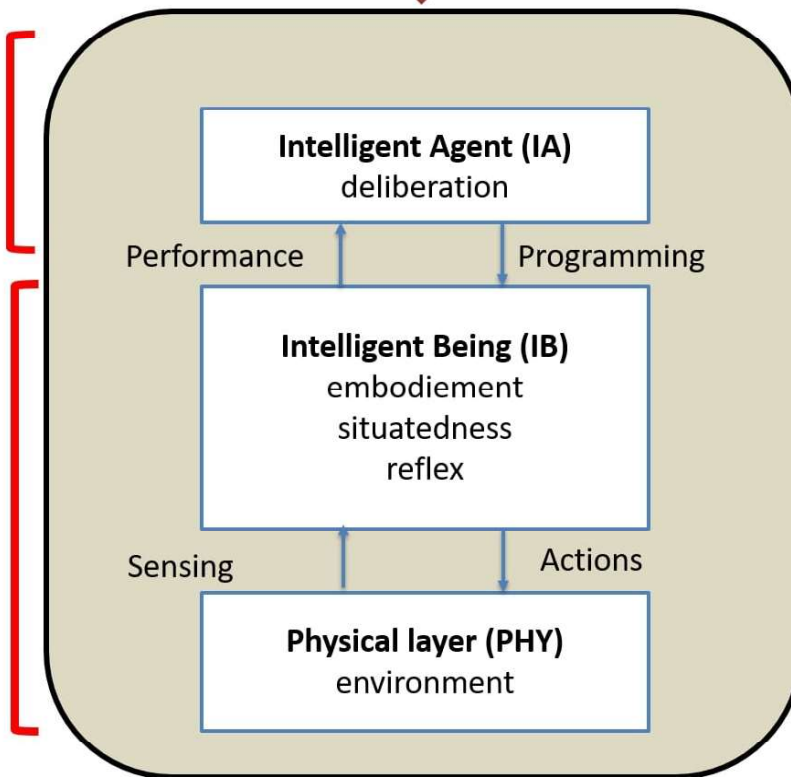 Intelligent Agent (IA)
deliberation
Performance
Programming
Intelligent Being (IB)
embodiement
situatedness
reflex
Sensing
Actions
Physical layer (PHY)
environment